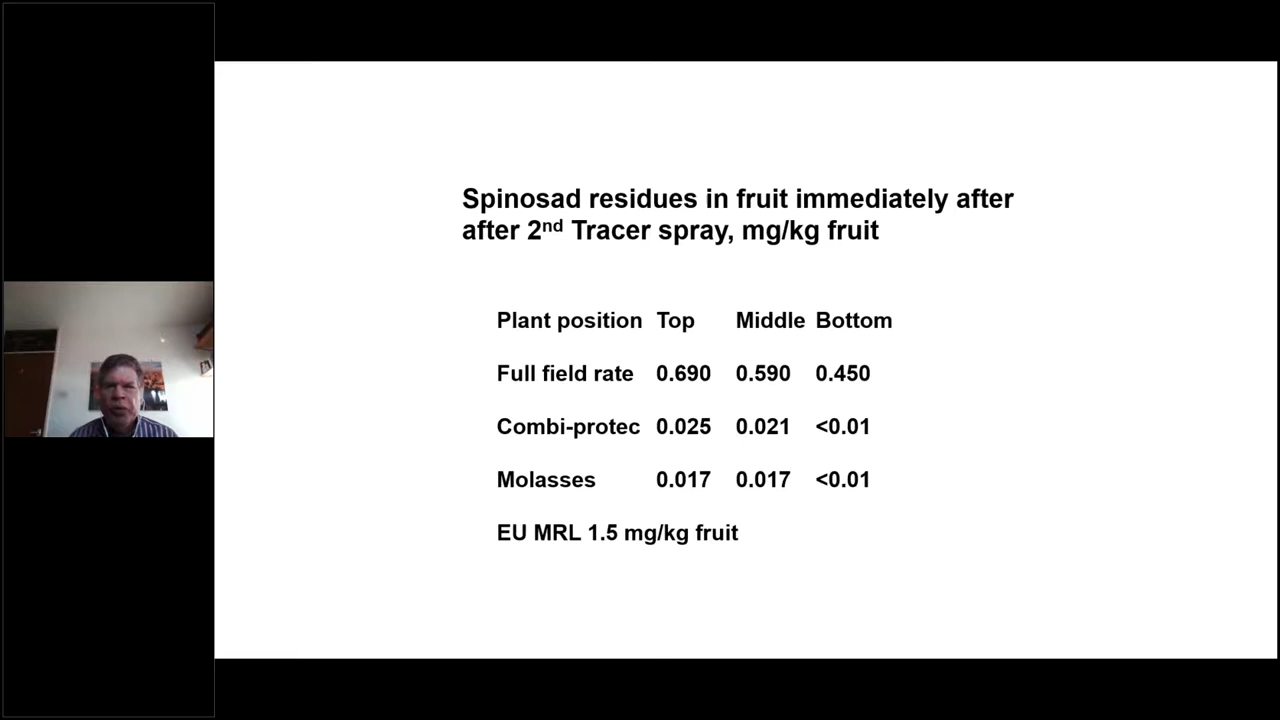 Spinosad residues in fruit immediately after
after 2nd Tracer spray, mg/kg fruit
Plant position Top Middle Bottom
Full field rate 0.690 0.590 0.450
Combi-protec 0.025 0.021 <0.01
Molasses 0.017 0.017 <0.01
EU MRL 1.5 mg/kg fruit